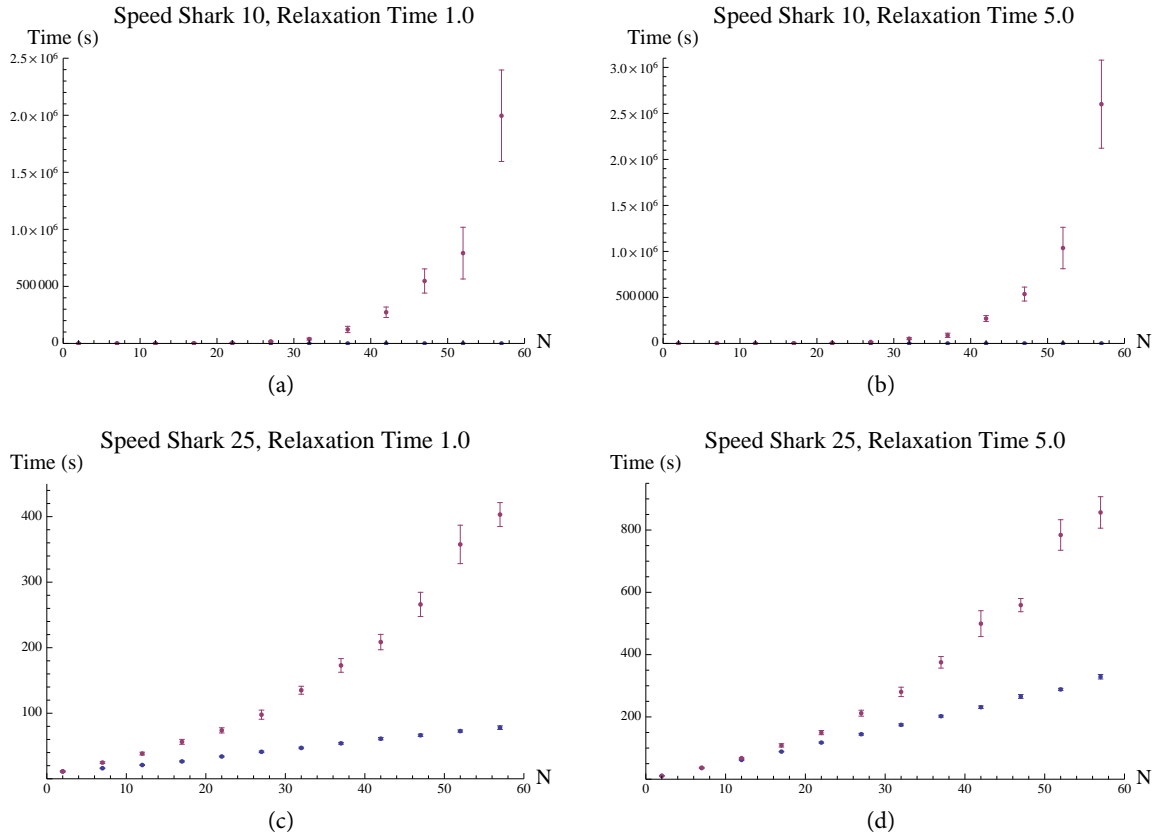 Speed Shark 10, Relaxation Time 1.0
Time (s)
2.5 × 10⁶
2.0 × 10⁶
1.5 × 10⁶
1.0 × 10⁶
500 000
0
0 10 20 30 40 50 60 N
(a)
Speed Shark 10, Relaxation Time 5.0
Time (s)
3.0 × 10⁶
2.5 × 10⁶
2.0 × 10⁶
1.5 × 10⁶
1.0 × 10⁶
500 000
0
0 10 20 30 40 50 60 N
(b)
Speed Shark 25, Relaxation Time 1.0
Time (s)
400
300
200
100
0 10 20 30 40 50 60 N
(c)
Speed Shark 25, Relaxation Time 5.0
Time (s)
800
600
400
200
0 10 20 30 40 50 60 N
(d)